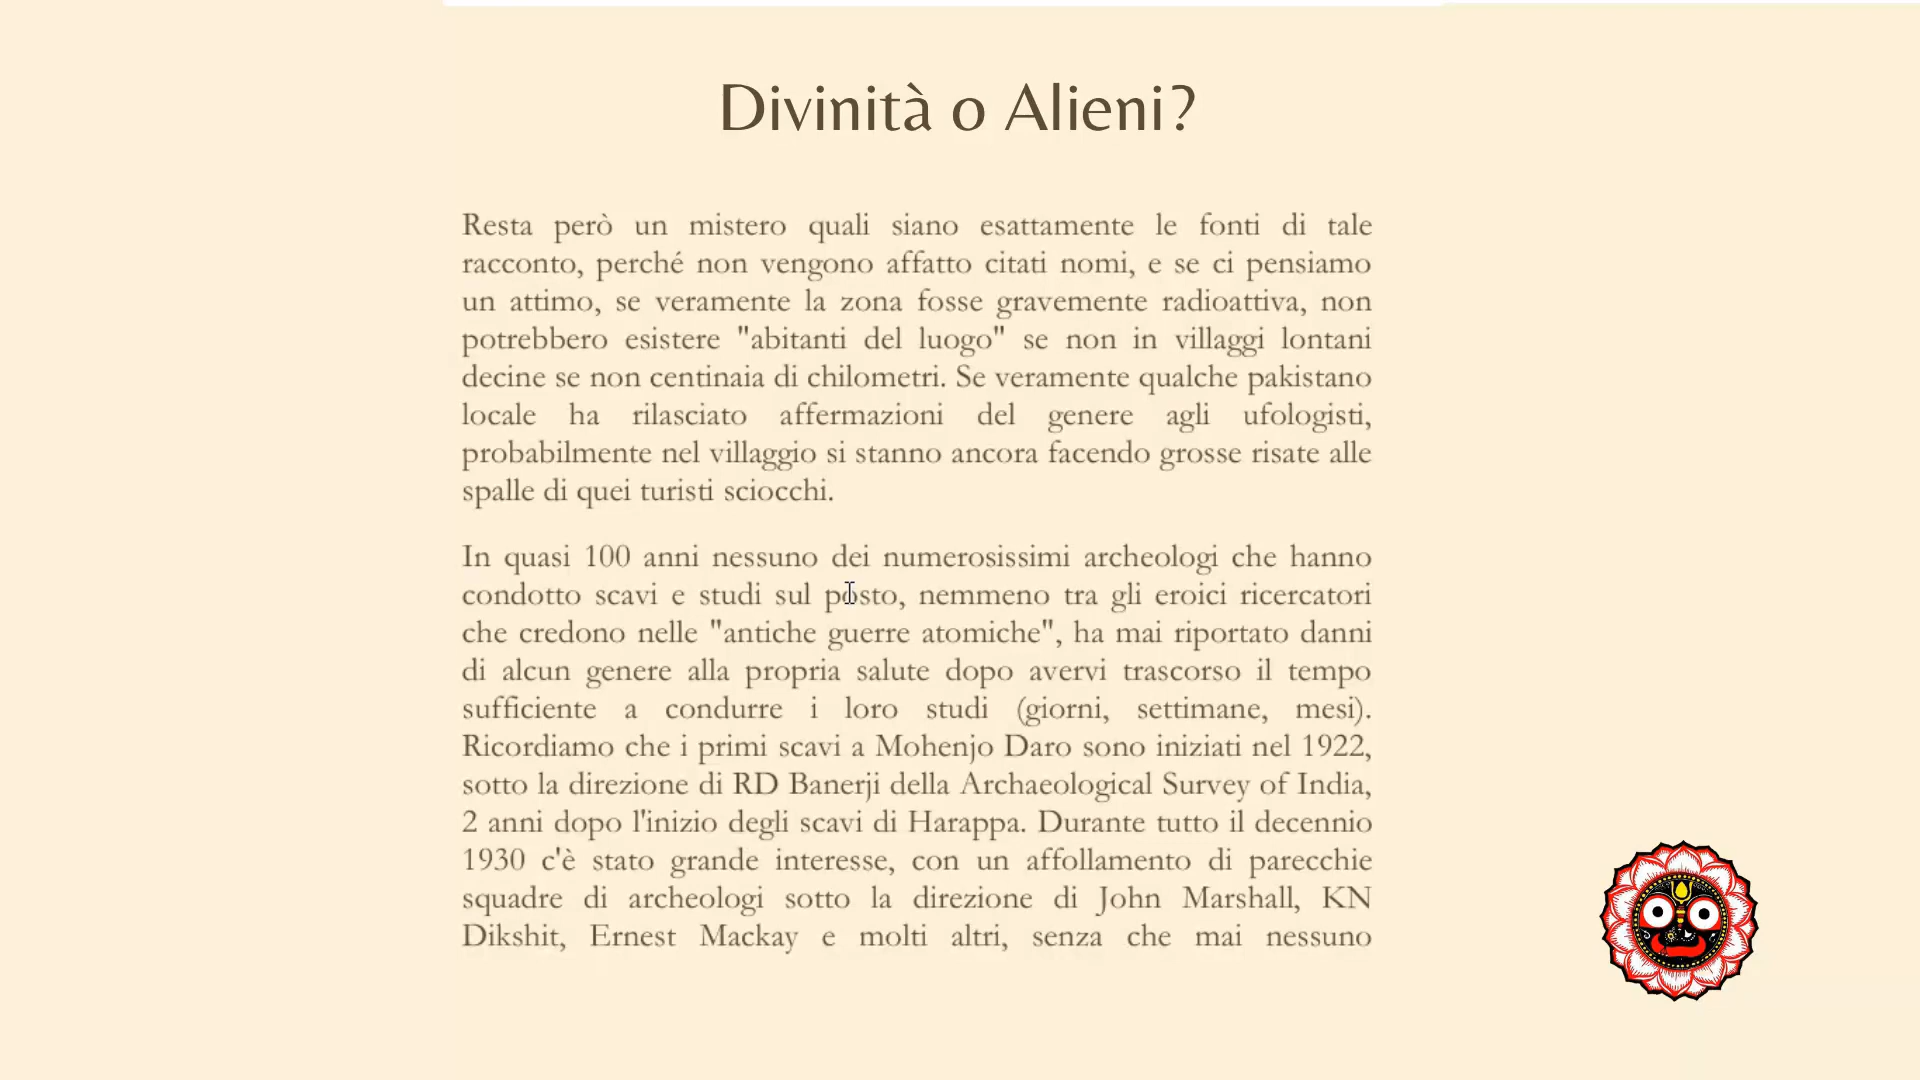 Divinità o Alieni?
Resta però un mistero quali siano esattamente le fonti di tale
racconto, perché non vengono affatto citati nomi, e se ci pensiamo
un attimo, se veramente la zona fosse gravemente radioattiva, non
potrebbero esistere "abitanti del luogo" se non in villaggi lontani
decine se non centinaia di chilometri. Se veramente qualche pakistano
locale ha rilasciato affermazioni del genere agli ufologisti,
probabilmente nel villaggio si stanno ancora facendo grosse risate alle
spalle di quei turisti sciocchi.
In quasi 100 anni nessuno dei numerosissimi archeologi che hanno
condotto scavi e studi sul posto, nemmeno tra gli eroici ricercatori
che credono nelle "antiche guerre atomiche", ha mai riportato danni
di alcun genere alla propria salute dopo avervi trascorso il tempo
sufficiente a condurre i loro studi (giorni, settimane, mesi).
Ricordiamo che i primi scavi a Mohenjo Daro sono iniziati nel 1922,
sotto la direzione di RD Banerji della Archaeological Survey of India,
2 anni dopo l'inizio degli scavi di Harappa. Durante tutto il decennio
1930 c'è stato grande interesse, con un affollamento di parecchie
squadre di archeologi sotto la direzione di John Marshall, KN
Dikshit, Ernest Mackay e molti altri, senza che mai nessuno